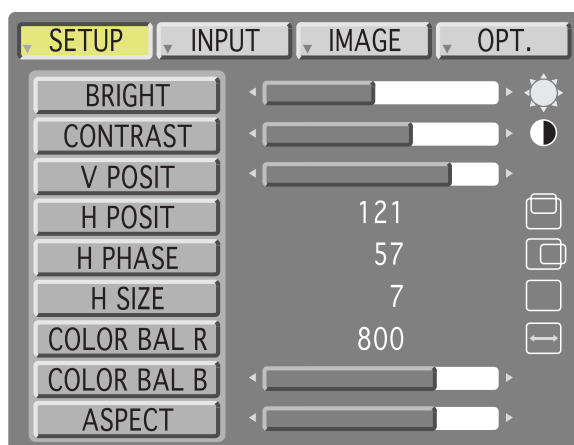 SETUP INPUT IMAGE OPT.
BRIGHT
CONTRAST
V POSIT
H POSIT 121
H PHASE 57
H SIZE 7
COLOR BAL R 800
COLOR BAL B
ASPECT